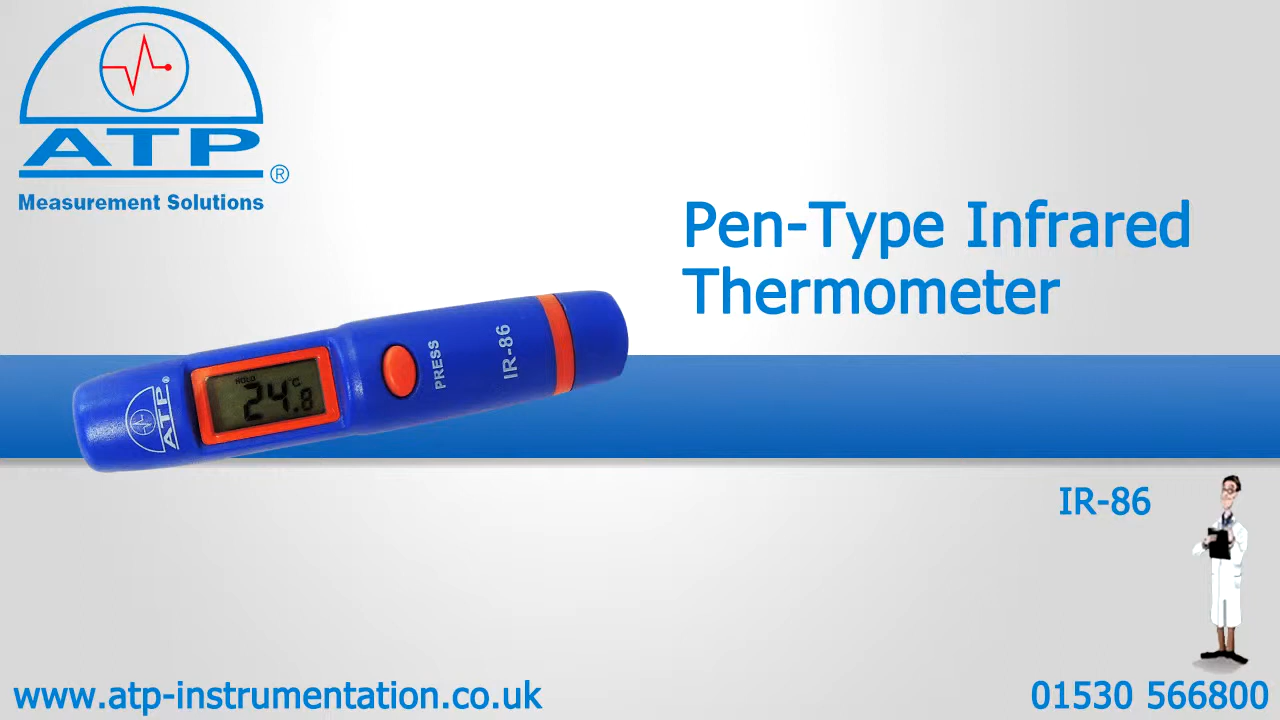 ATP®
Measurement Solutions
Pen-Type Infrared
Thermometer
ATP®
HOLD
24.8 °C
PRESS
IR-86
IR-86
www.atp-instrumentation.co.uk
01530 566800